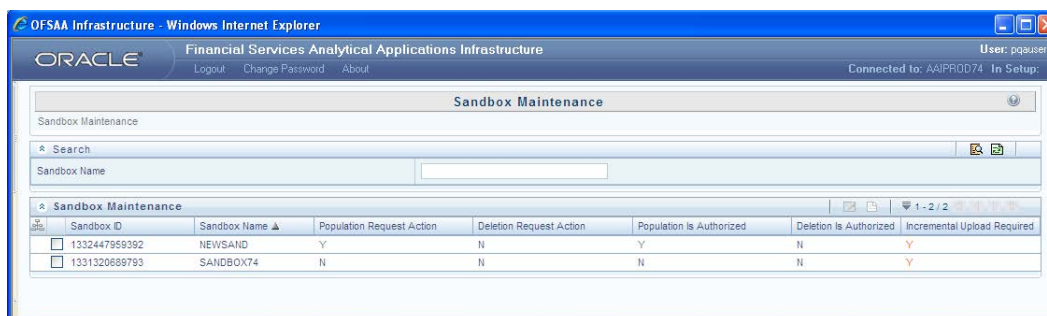 OFSAA Infrastructure - Windows Internet Explorer
ORACLE
Financial Services Analytical Applications Infrastructure
User: pqauser
Logout Change Password About
Connected to: AAIPROD74 In Setup:
Sandbox Maintenance
Sandbox Maintenance
Search
Sandbox Name
Sandbox Maintenance
1 - 2 / 2
Sandbox ID Sandbox Name Population Request Action Deletion Request Action Population Is Authorized Deletion Is Authorized Incremental Upload Required
1332447959392 NEWSAND Y N Y N Y
1331320689793 SANDBOX74 N N N N Y